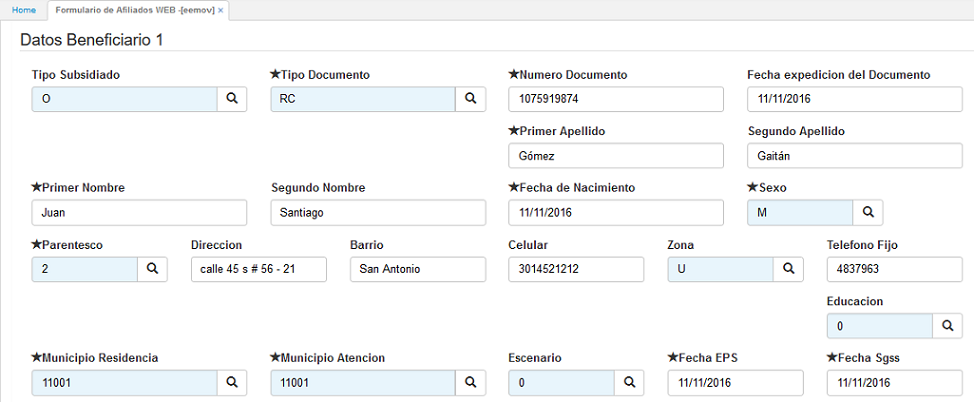 Home Formulario de Afiliados WEB -[eemov] ×
Datos Beneficiario 1
Tipo Subsidiado ★Tipo Documento ★Numero Documento Fecha expedicion del Documento
O RC 1075919874 11/11/2016
★Primer Apellido Segundo Apellido
Gómez Gaitán
★Primer Nombre Segundo Nombre ★Fecha de Nacimiento ★Sexo
Juan Santiago 11/11/2016 M
★Parentesco Direccion Barrio Celular Zona Telefono Fijo
2 calle 45 s # 56 - 21 San Antonio 3014521212 U 4837963
Educacion
0
★Municipio Residencia ★Municipio Atencion Escenario ★Fecha EPS ★Fecha Sgss
11001 11001 0 11/11/2016 11/11/2016